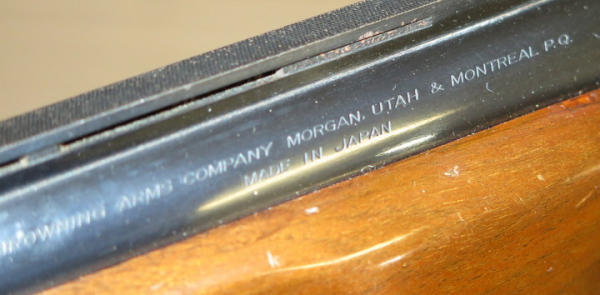 BROWNING ARMS COMPANY MORGAN, UTAH & MONTREAL P.Q.
MADE IN JAPAN